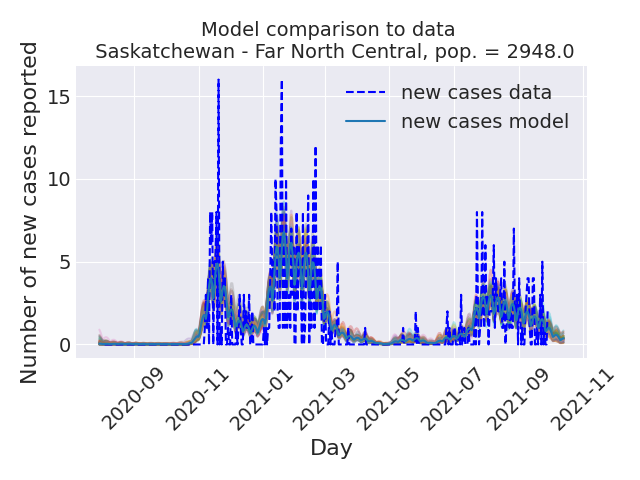 Model comparison to data
Saskatchewan - Far North Central, pop. = 2948.0
Number of new cases reported
15
10
5
0
new cases data
new cases model
2020-09
2020-11
2021-01
2021-03
2021-05
2021-07
2021-09
2021-11
Day